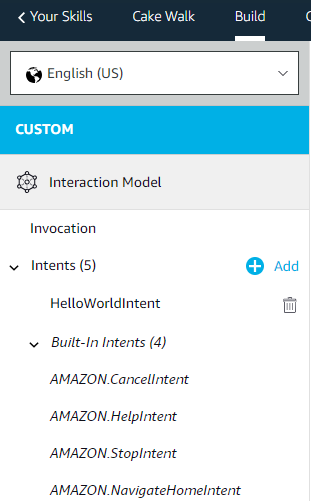 Your Skills Cake Walk Build
English (US)
CUSTOM
Interaction Model
Invocation
Intents (5) Add
HelloWorldIntent
Built-In Intents (4)
AMAZON.CancelIntent
AMAZON.HelpIntent
AMAZON.StopIntent
AMAZON.NavigateHomeIntent